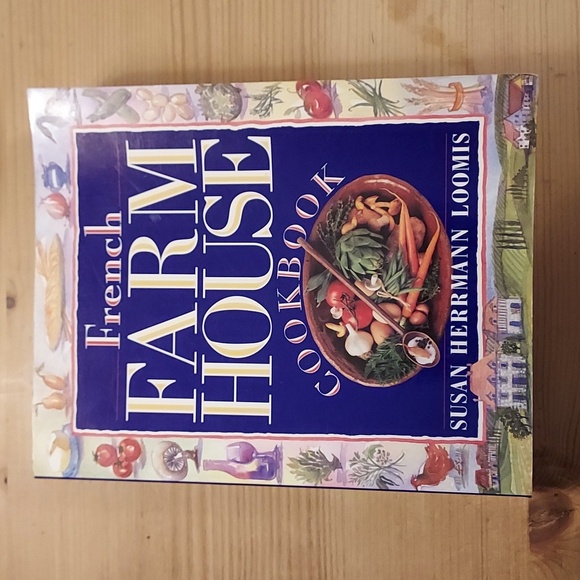 French
FARM
HOUSE
COOKBOOK
SUSAN HERRMANN LOOMIS